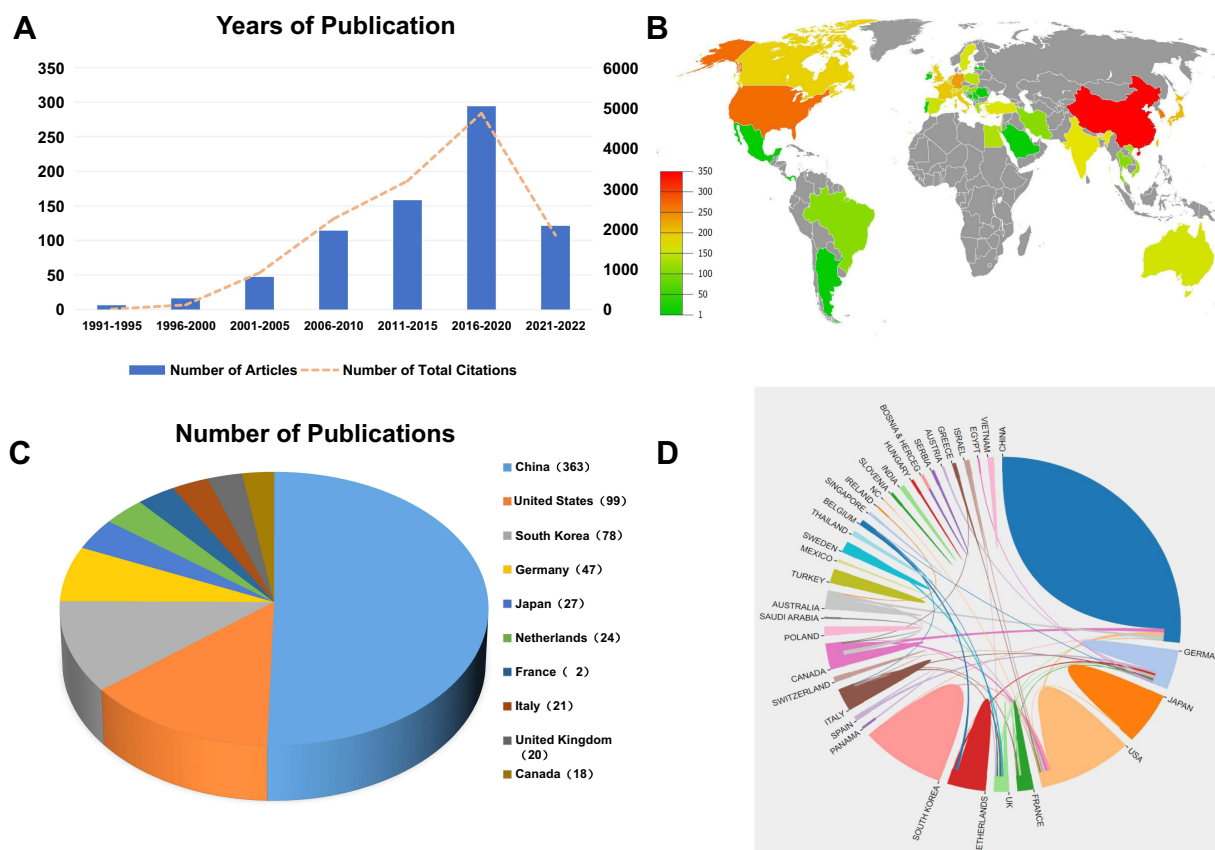 A
Years of Publication
350
300
250
200
150
100
50
0
6000
5000
4000
3000
2000
1000
0
1991-1995
1996-2000
2001-2005
2006-2010
2011-2015
2016-2020
2021-2022
Number of Articles
Number of Total Citations
B
350
300
250
200
150
100
50
1
C
Number of Publications
China（363）
United States（99）
South Korea（78）
Germany（47）
Japan（27）
Netherlands（24）
France（ 2）
Italy（21）
United Kingdom
（20）
Canada（18）
D
CHINA
VIETNAM
EGYPT
ISRAEL
GREECE
AUSTRIA
SERBIA
BOSNIA & HERCEG
HUNGARY
INDIA
SLOVENIA
NC
IRELAND
SINGAPORE
BELGIUM
THAILAND
SWEDEN
MEXICO
TURKEY
AUSTRALIA
SAUDI ARABIA
POLAND
CANADA
SWITZERLAND
ITALY
SPAIN
PANAMA
SOUTH KOREA
ETHERLANDS
UK
FRANCE
USA
JAPAN
GERMA